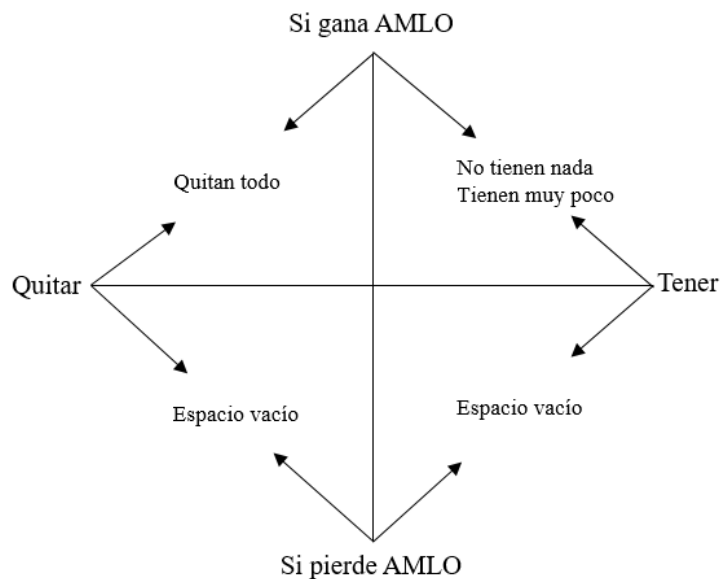 Si gana AMLO
Quitan todo
No tienen nada
Tienen muy poco
Quitar
Tener
Espacio vacío
Espacio vacío
Si pierde AMLO